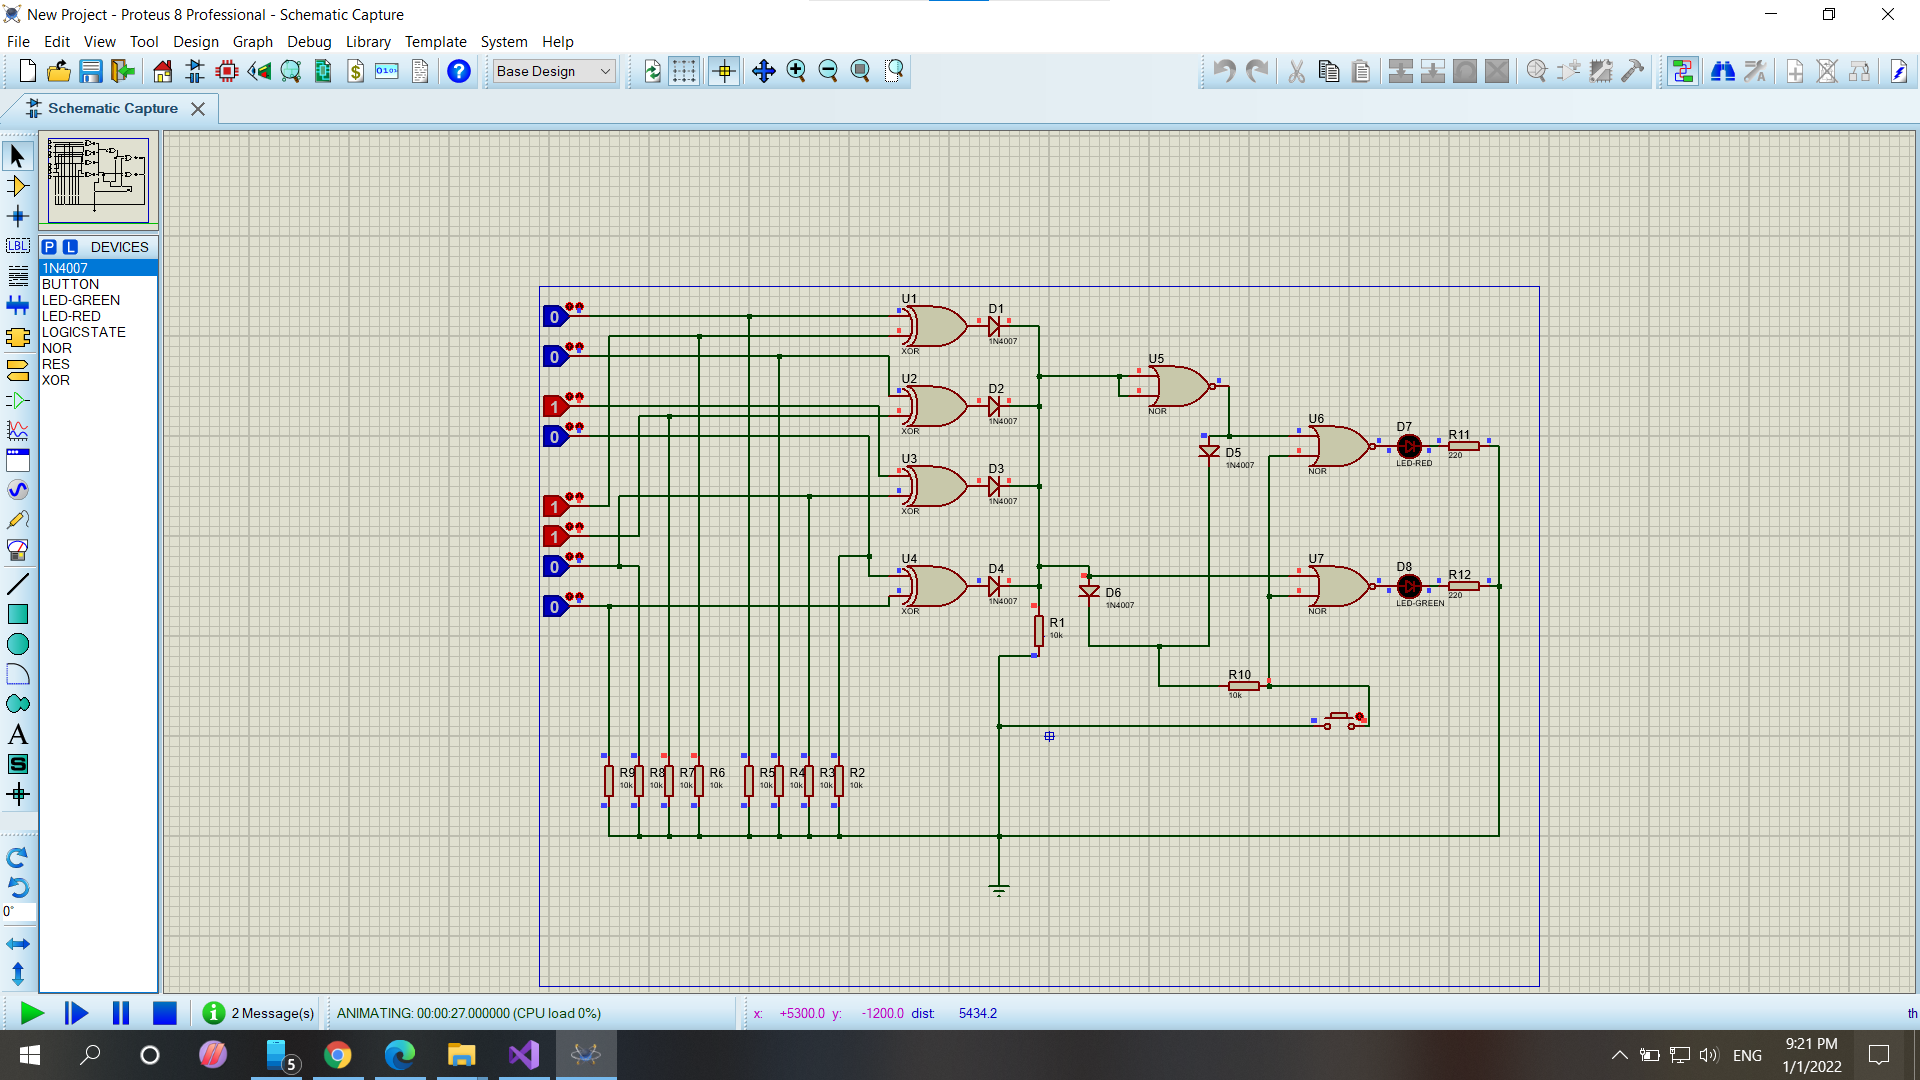 New Project - Proteus 8 Professional - Schematic Capture
File Edit View Tool Design Graph Debug Library Template System Help
Base Design
Schematic Capture
P L DEVICES
1N4007
BUTTON
LED-GREEN
LED-RED
LOGICSTATE
NOR
RES
XOR
LBL
A
S
0°
0
0
1
0
1
1
0
0
U1
XOR
D1
1N4007
U2
XOR
D2
1N4007
U3
XOR
D3
1N4007
U4
XOR
D4
1N4007
U5
NOR
D5
1N4007
U6
NOR
D7
LED-RED
R11
220
U7
NOR
D8
LED-GREEN
R12
220
D6
1N4007
R1
10k
R10
10k
R9 R8 R7 R6 R5 R4 R3 R2
10k 10k 10k 10k 10k 10k 10k 10k
2 Message(s) ANIMATING: 00:00:27.000000 (CPU load 0%) x: +5300.0 y: -1200.0 dist: 5434.2 th
5
ENG
9:21 PM
1/1/2022